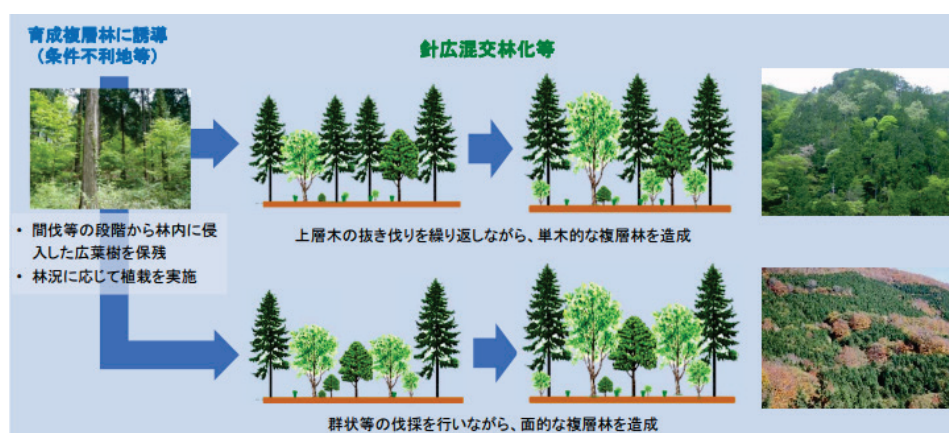 育成複層林に誘導
(条件不利地等)
針広混交林化等
・ 間伐等の段階から林内に侵
入した広葉樹を保残
・ 林況に応じて植栽を実施
上層木の抜き伐りを繰り返しながら、単木的な複層林を造成
群状等の伐採を行いながら、面的な複層林を造成